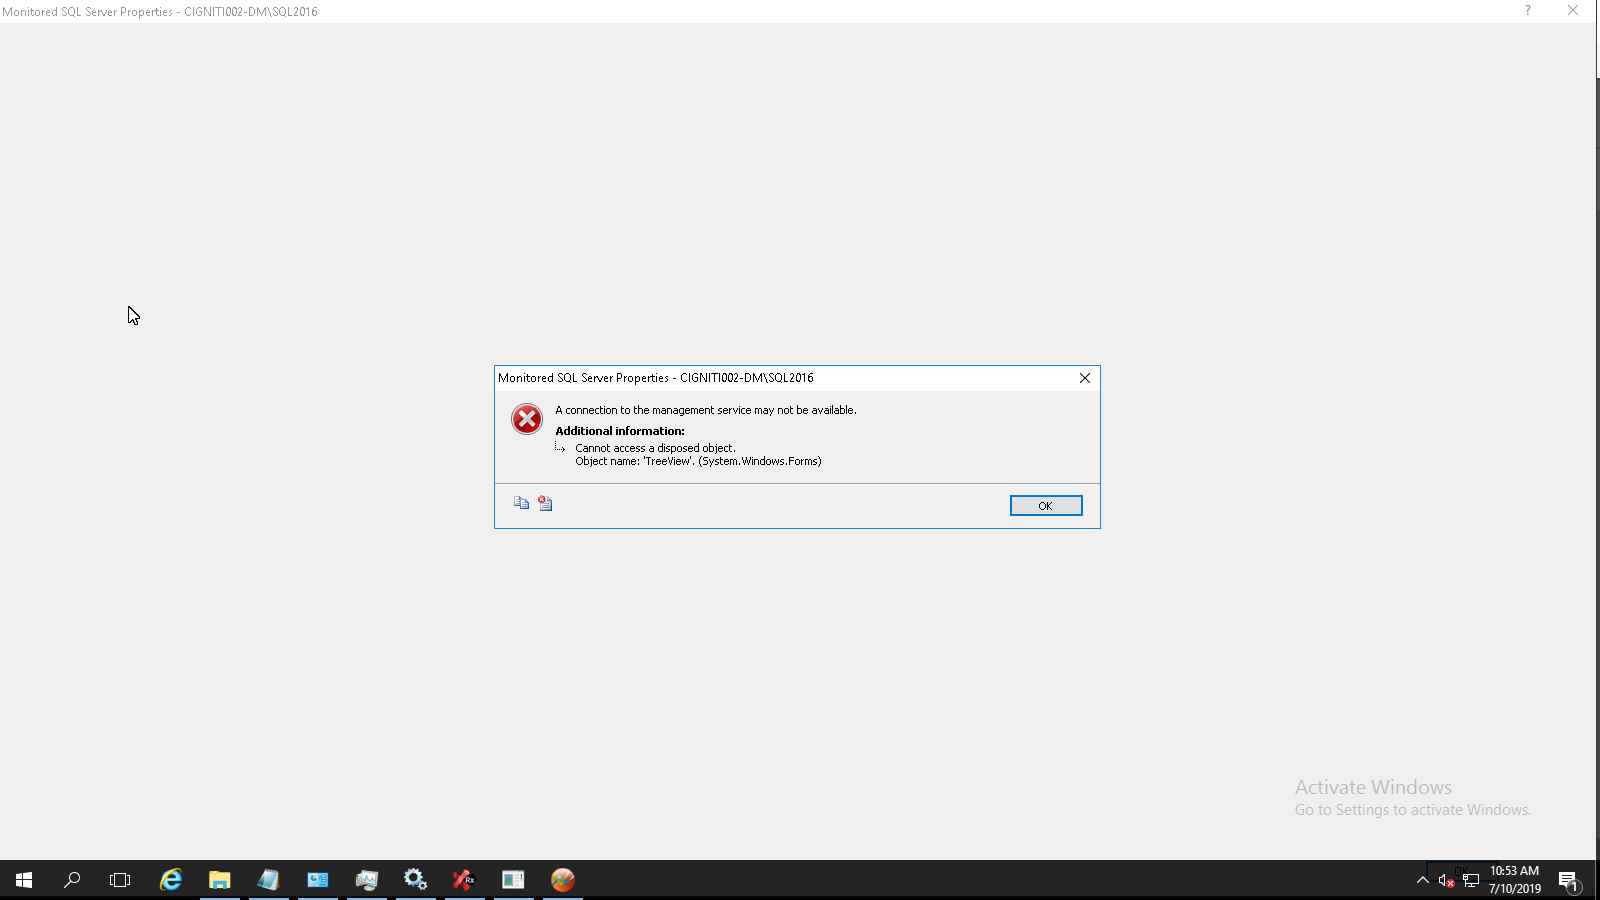 Monitored SQL Server Properties - CIGNITI002-DM\SQL2016
?
Monitored SQL Server Properties - CIGNITI002-DM\SQL2016
A connection to the management service may not be available.
Additional information:
Cannot access a disposed object.
Object name: 'TreeView'. (System.Windows.Forms)
OK
Activate Windows
Go to Settings to activate Windows.
Rx
10:53 AM
7/10/2019
1